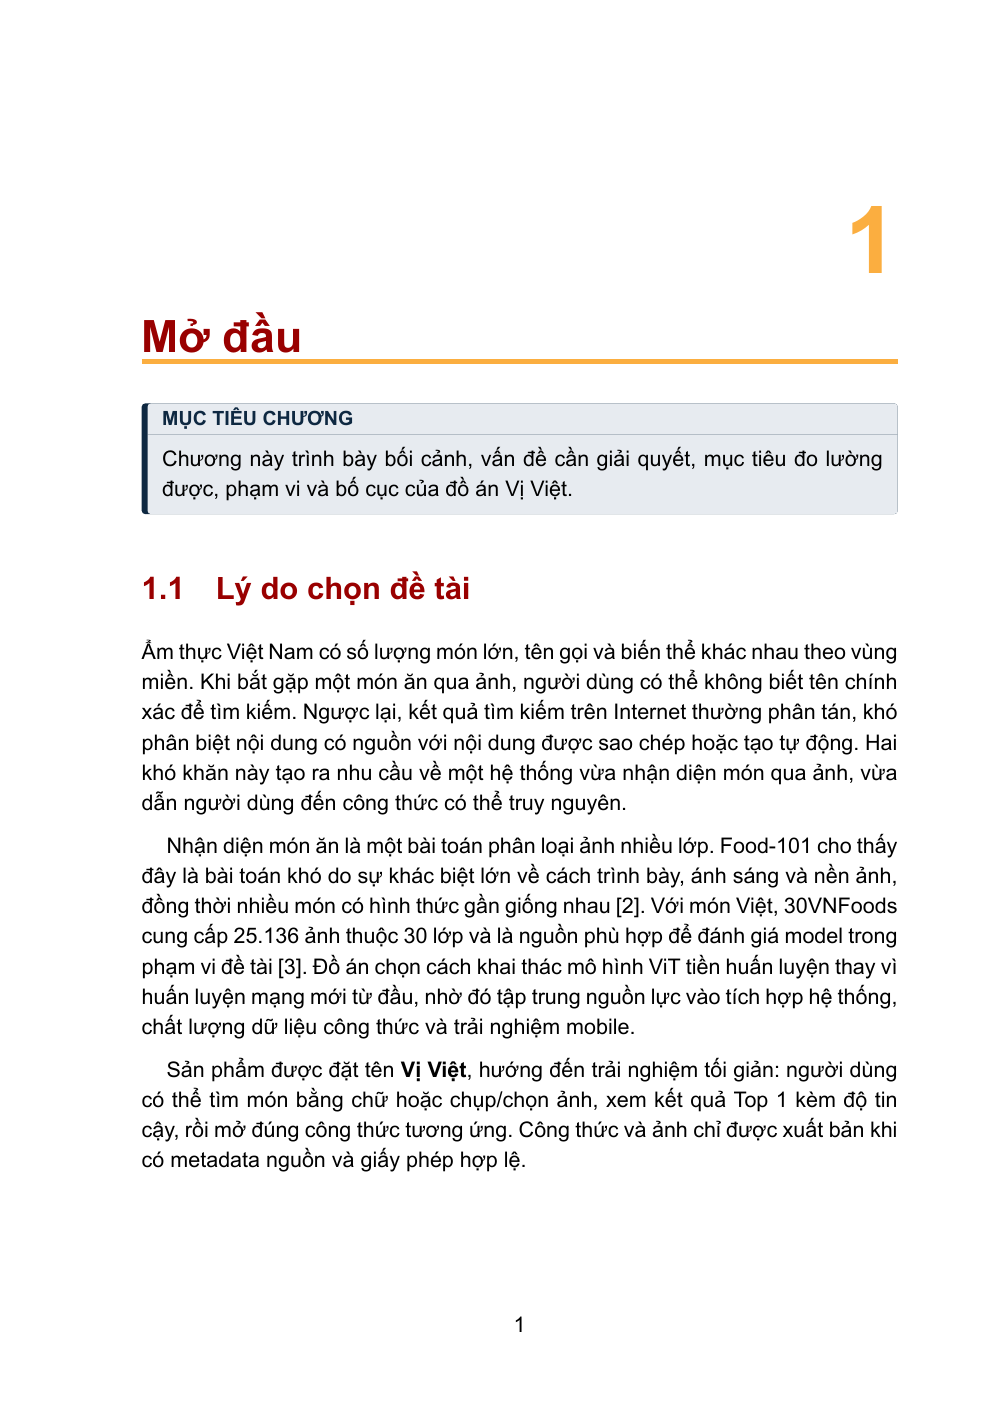 1
Mở đầu
MỤC TIÊU CHƯƠNG
Chương này trình bày bối cảnh, vấn đề cần giải quyết, mục tiêu đo lường
được, phạm vi và bố cục của đồ án Vị Việt.
1.1 Lý do chọn đề tài
Ẩm thực Việt Nam có số lượng món lớn, tên gọi và biến thể khác nhau theo vùng
miền. Khi bắt gặp một món ăn qua ảnh, người dùng có thể không biết tên chính
xác để tìm kiếm. Ngược lại, kết quả tìm kiếm trên Internet thường phân tán, khó
phân biệt nội dung có nguồn với nội dung được sao chép hoặc tạo tự động. Hai
khó khăn này tạo ra nhu cầu về một hệ thống vừa nhận diện món qua ảnh, vừa
dẫn người dùng đến công thức có thể truy nguyên.
Nhận diện món ăn là một bài toán phân loại ảnh nhiều lớp. Food-101 cho thấy
đây là bài toán khó do sự khác biệt lớn về cách trình bày, ánh sáng và nền ảnh,
đồng thời nhiều món có hình thức gần giống nhau [2]. Với món Việt, 30VNFoods
cung cấp 25.136 ảnh thuộc 30 lớp và là nguồn phù hợp để đánh giá model trong
phạm vi đề tài [3]. Đồ án chọn cách khai thác mô hình ViT tiền huấn luyện thay vì
huấn luyện mạng mới từ đầu, nhờ đó tập trung nguồn lực vào tích hợp hệ thống,
chất lượng dữ liệu công thức và trải nghiệm mobile.
Sản phẩm được đặt tên Vị Việt, hướng đến trải nghiệm tối giản: người dùng
có thể tìm món bằng chữ hoặc chụp/chọn ảnh, xem kết quả Top 1 kèm độ tin
cậy, rồi mở đúng công thức tương ứng. Công thức và ảnh chỉ được xuất bản khi
có metadata nguồn và giấy phép hợp lệ.
1